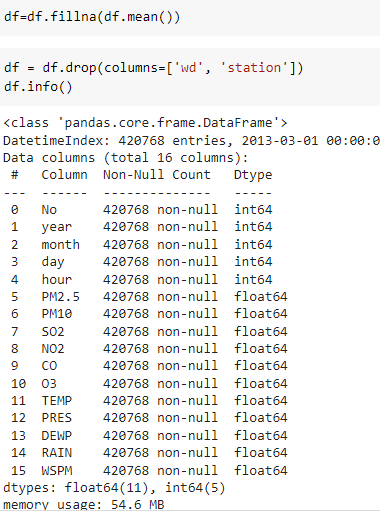 df=df.fillna(df.mean())
df = df.drop(columns=['wd', 'station'])
df.info()
<class 'pandas.core.frame.DataFrame'>
DatetimeIndex: 420768 entries, 2013-03-01 00:00:0
Data columns (total 16 columns):
 #   Column  Non-Null Count   Dtype
---  ------  --------------   -----
 0   No      420768 non-null  int64
 1   year    420768 non-null  int64
 2   month   420768 non-null  int64
 3   day     420768 non-null  int64
 4   hour    420768 non-null  int64
 5   PM2.5   420768 non-null  float64
 6   PM10    420768 non-null  float64
 7   SO2     420768 non-null  float64
 8   NO2     420768 non-null  float64
 9   CO      420768 non-null  float64
 10  O3      420768 non-null  float64
 11  TEMP    420768 non-null  float64
 12  PRES    420768 non-null  float64
 13  DEWP    420768 non-null  float64
 14  RAIN    420768 non-null  float64
 15  WSPM    420768 non-null  float64
dtypes: float64(11), int64(5)
memory usage: 54.6 MB